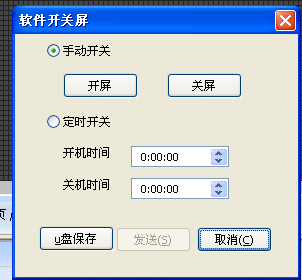 软件开关屏
手动开关
开屏 关屏
定时开关
开机时间 0:00:00
关机时间 0:00:00
页
u盘保存 发送(S) 取消(C)